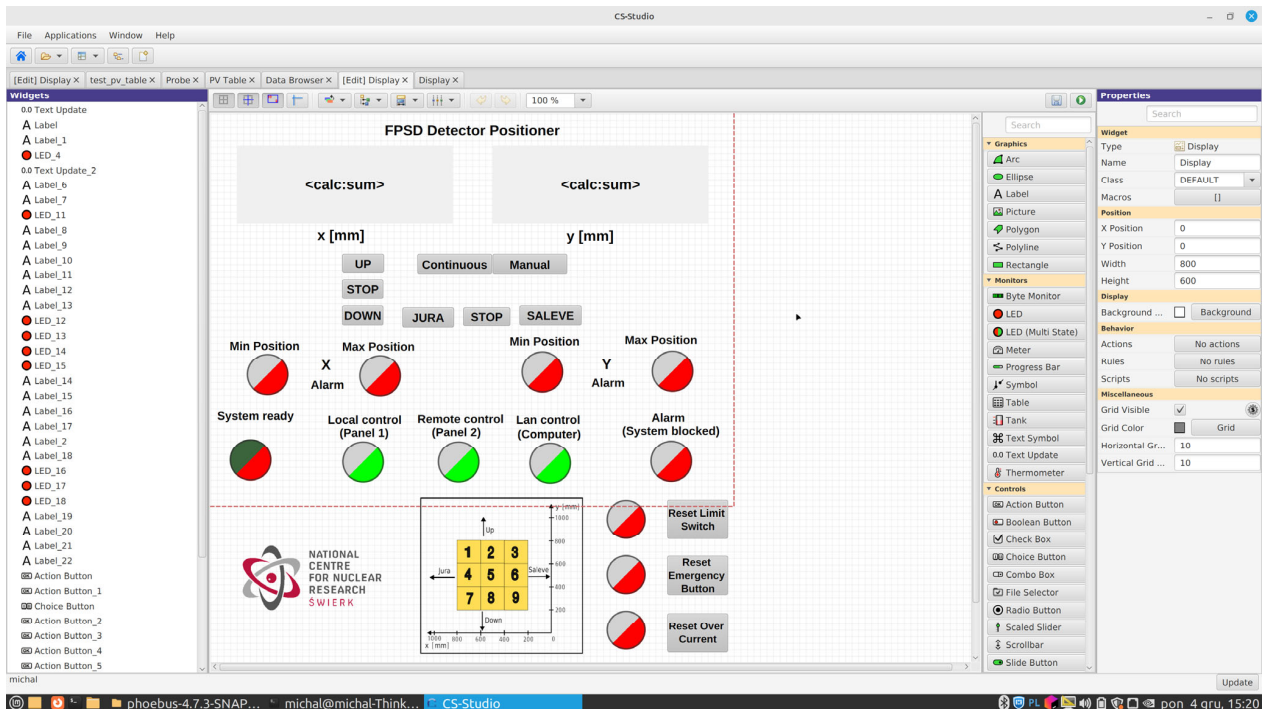 CS-Studio
File Applications Window Help
[Edit] Display × test_pv_table × Probe × PV Table × Data Browser × [Edit] Display × Display ×
Widgets
0.0 Text Update
A Label
A Label_1
LED_4
0.0 Text Update_2
A Label_6
A Label_7
LED_11
A Label_8
A Label_9
A Label_10
A Label_11
A Label_12
A Label_13
LED_12
LED_13
LED_14
LED_15
A Label_14
A Label_15
A Label_16
A Label_17
A Label_2
A Label_18
LED_16
LED_17
LED_18
A Label_19
A Label_20
A Label_21
A Label_22
OK Action Button
OK Action Button_1
Choice Button
OK Action Button_2
OK Action Button_3
OK Action Button_4
OK Action Button_5
100 %
FPSD Detector Positioner
<calc:sum> <calc:sum>
x [mm] y [mm]
UP Continuous Manual
STOP
DOWN JURA STOP SALEVE
Min Position Max Position Min Position Max Position
X Y
Alarm Alarm
System ready Local control Remote control Lan control Alarm
(Panel 1) (Panel 2) (Computer) (System blocked)
NATIONAL
CENTRE
FOR NUCLEAR
RESEARCH
ŚWIERK
y [mm]
1000
Up
800
1 2 3
600
Jura 4 5 6 Saleve
400
7 8 9
200
Down
1000 800 600 400 200 0
x [mm]
Reset Limit
Switch
Reset
Emergency
Button
Reset Over
Current
Search
Graphics
Arc
Ellipse
A Label
Picture
Polygon
Polyline
Rectangle
Monitors
Byte Monitor
LED
LED (Multi State)
Meter
Progress Bar
Symbol
Table
Tank
Text Symbol
0.0 Text Update
Thermometer
Controls
OK Action Button
Boolean Button
Check Box
Choice Button
Combo Box
File Selector
Radio Button
Scaled Slider
Scrollbar
Slide Button
Properties
Search
Widget
Type Display
Name Display
Class DEFAULT
Macros []
Position
X Position 0
Y Position 0
Width 800
Height 600
Display
Background ... Background
Behavior
Actions No actions
Rules No rules
Scripts No scripts
Miscellaneous
Grid Visible
Grid Color Grid
Horizontal Gr... 10
Vertical Grid ... 10
michal
Update
phoebus-4.7.3-SNAP... michal@michal-Think... CS-Studio PL pon 4 gru, 15:20